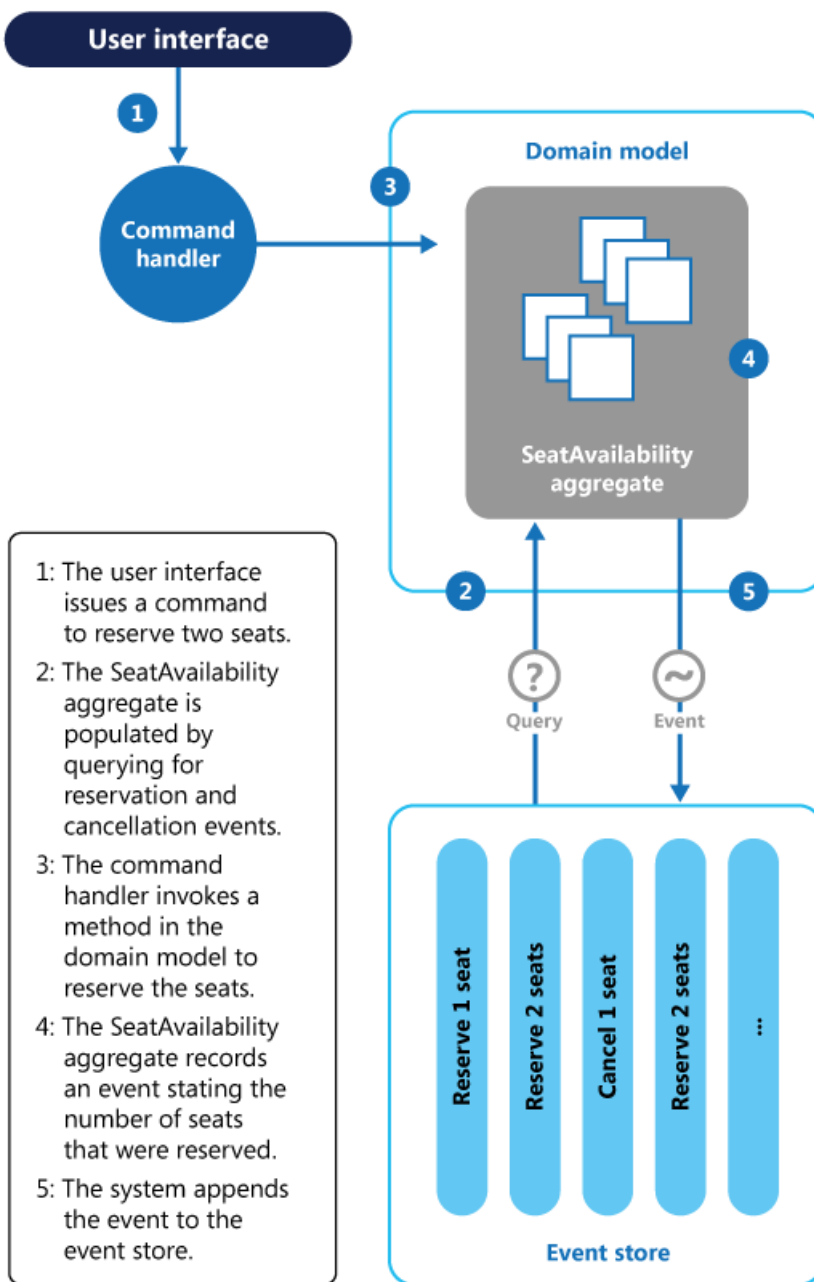 User interface
1
Command
handler
3
Domain model
4
SeatAvailability
aggregate
2
5
?
Query
~
Event
1: The user interface
issues a command
to reserve two seats.
2: The SeatAvailability
aggregate is
populated by
querying for
reservation and
cancellation events.
3: The command
handler invokes a
method in the
domain model to
reserve the seats.
4: The SeatAvailability
aggregate records
an event stating the
number of seats
that were reserved.
5: The system appends
the event to the
event store.
Reserve 1 seat
Reserve 2 seats
Cancel 1 seat
Reserve 2 seats
...
Event store